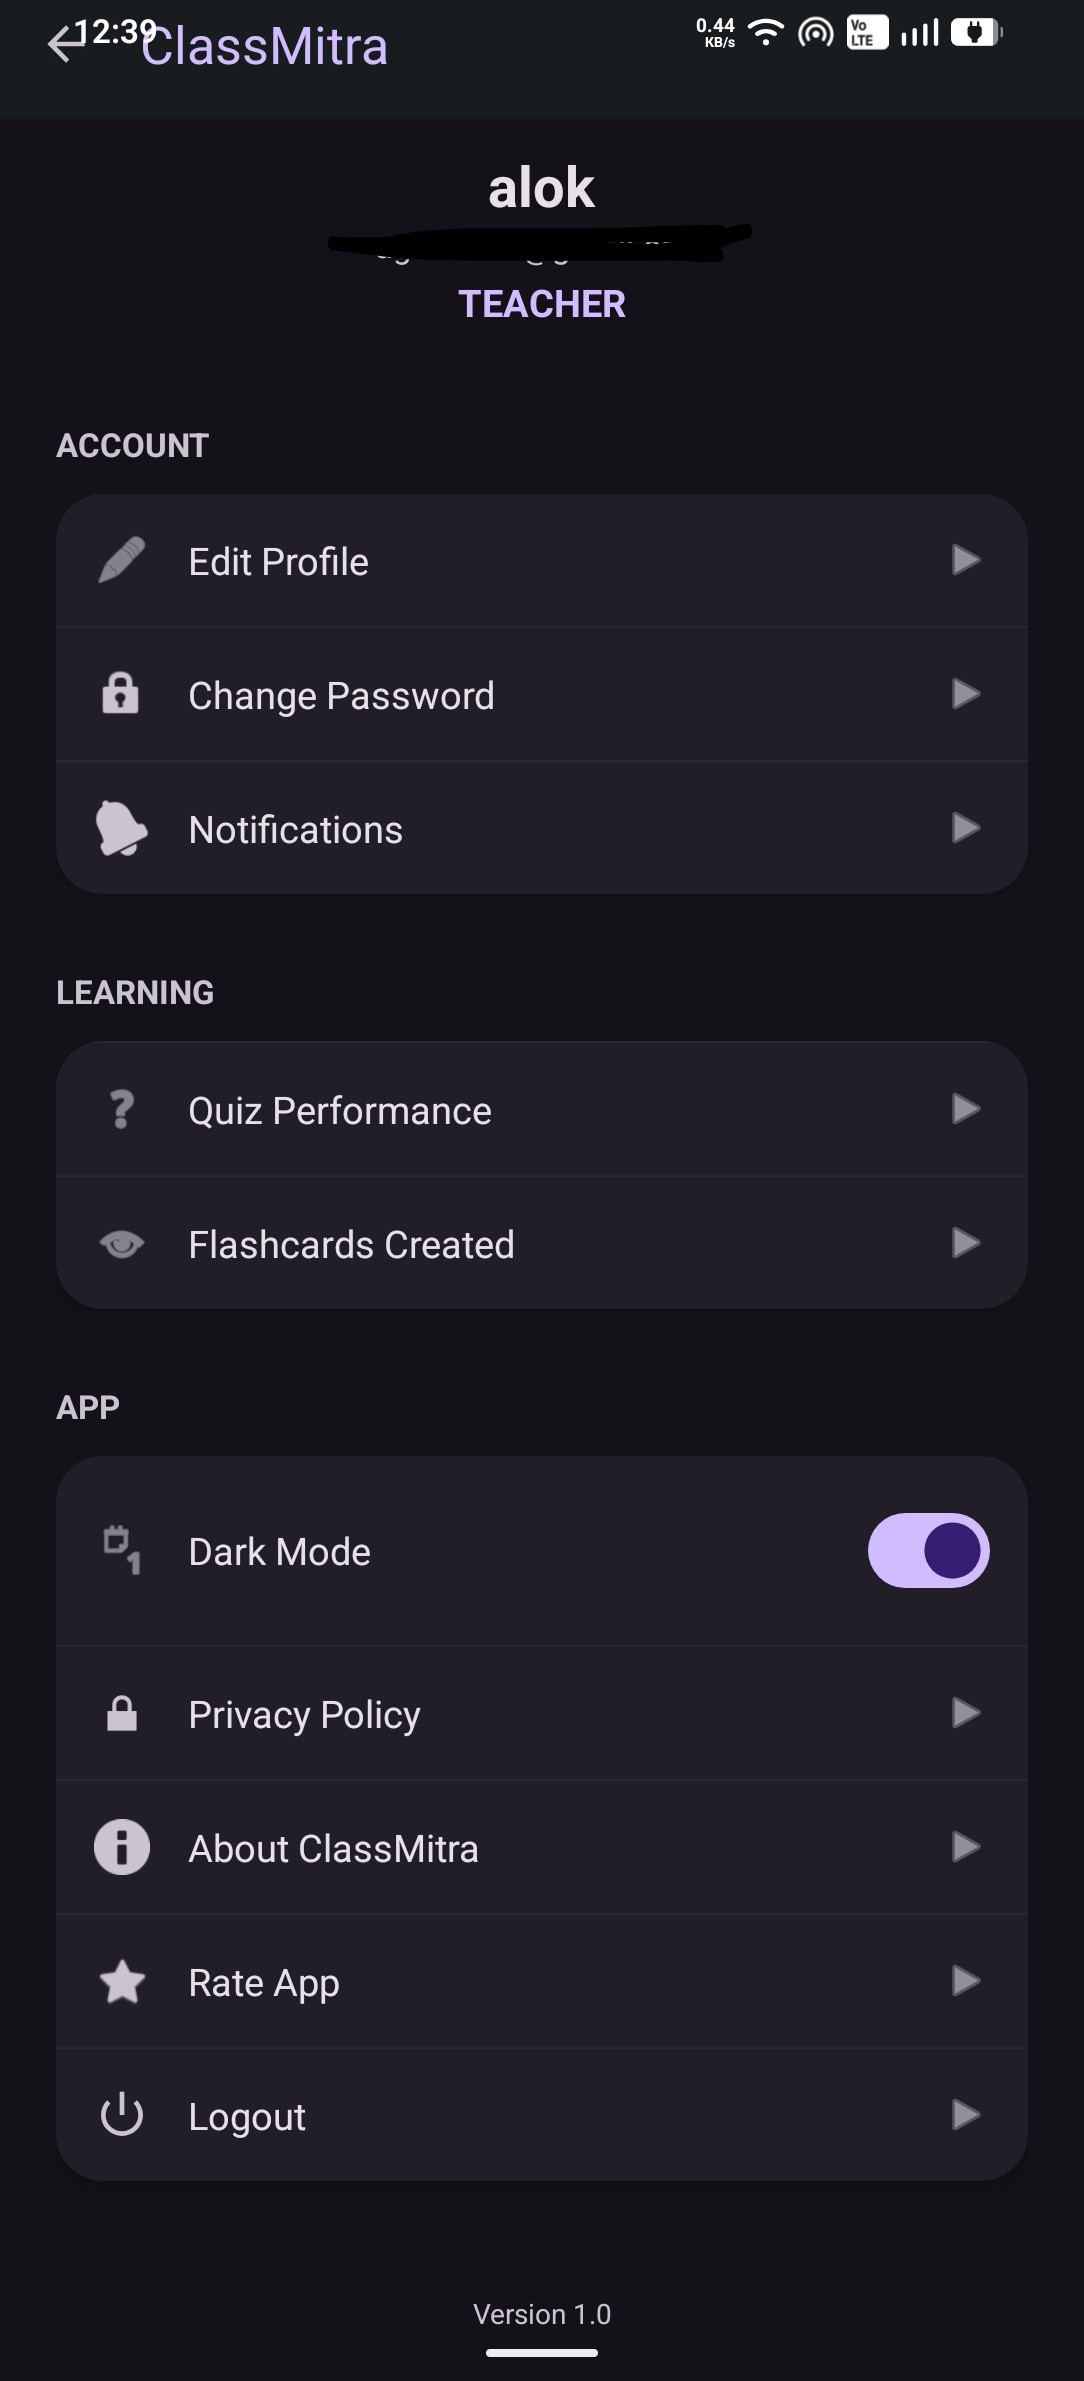 12:39
0.44 KB/s
Vo LTE
ClassMitra
alok
TEACHER
ACCOUNT
Edit Profile
Change Password
Notifications
LEARNING
Quiz Performance
Flashcards Created
APP
Dark Mode
Privacy Policy
About ClassMitra
Rate App
Logout
Version 1.0